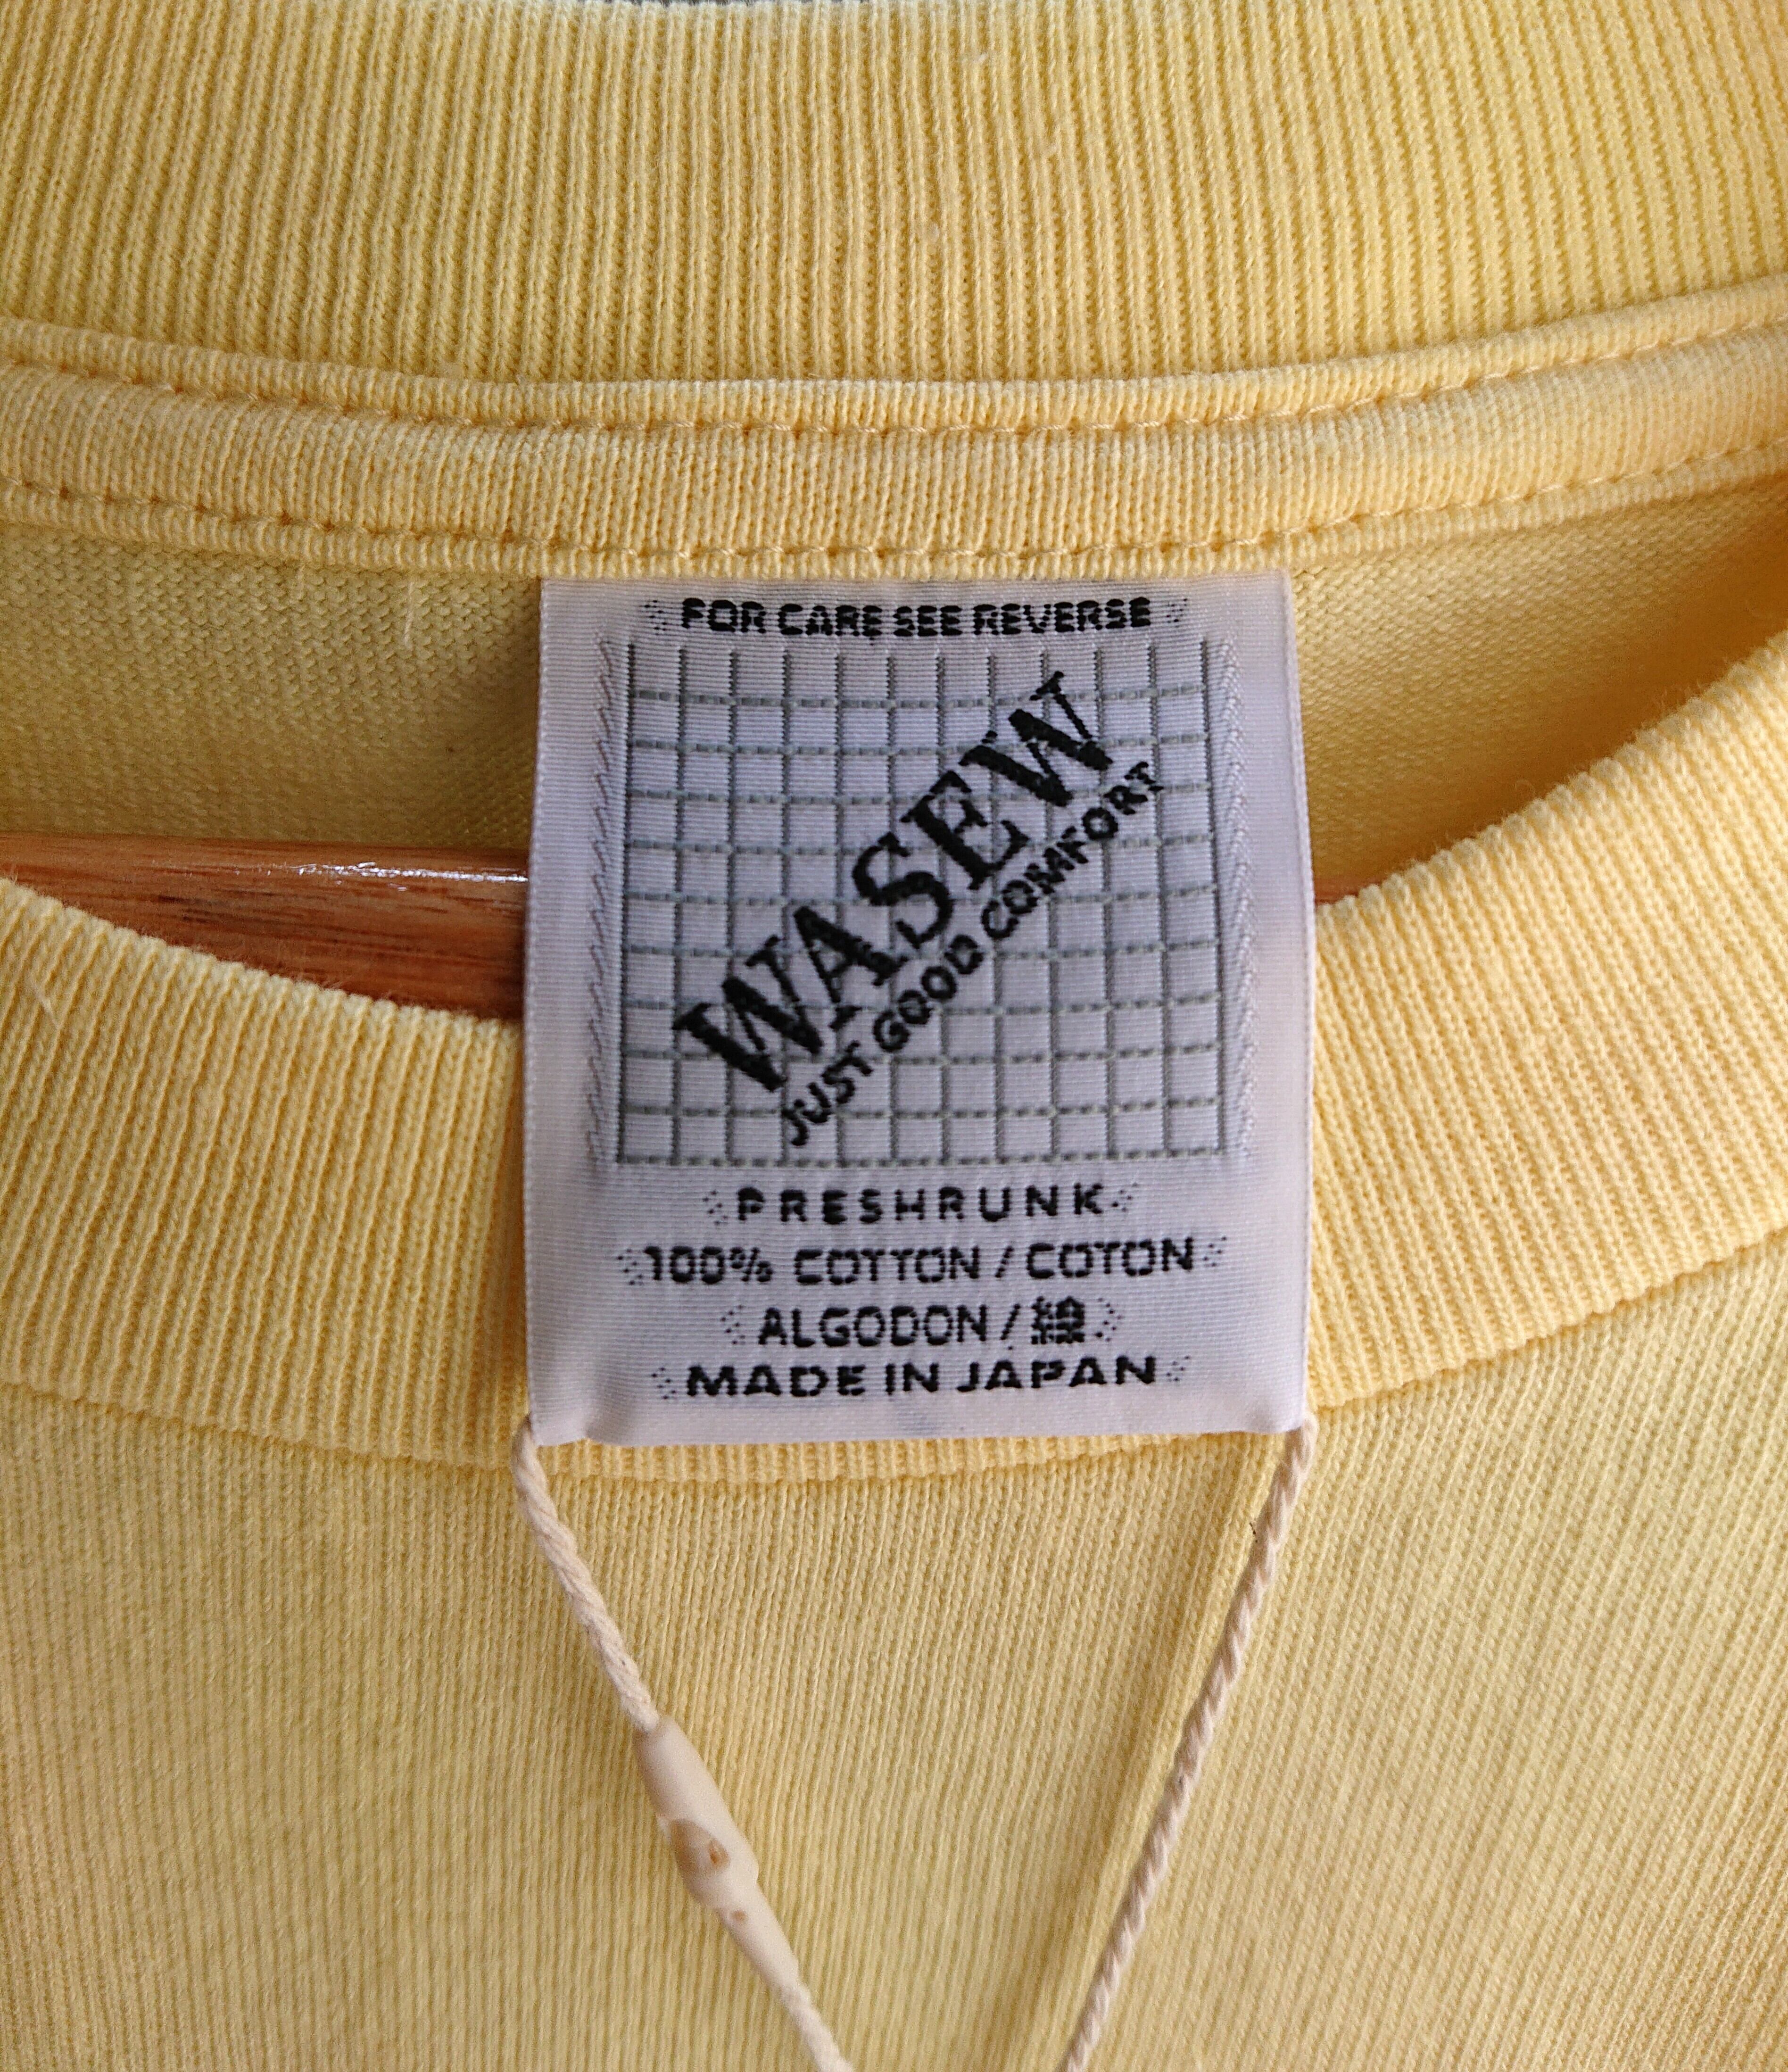 FOR CARE SEE REVERSE
WASEW
JUST GOOD COMFORT
PRESHRUNK
100% COTTON / COTON
ALGODON / 綿
MADE IN JAPAN